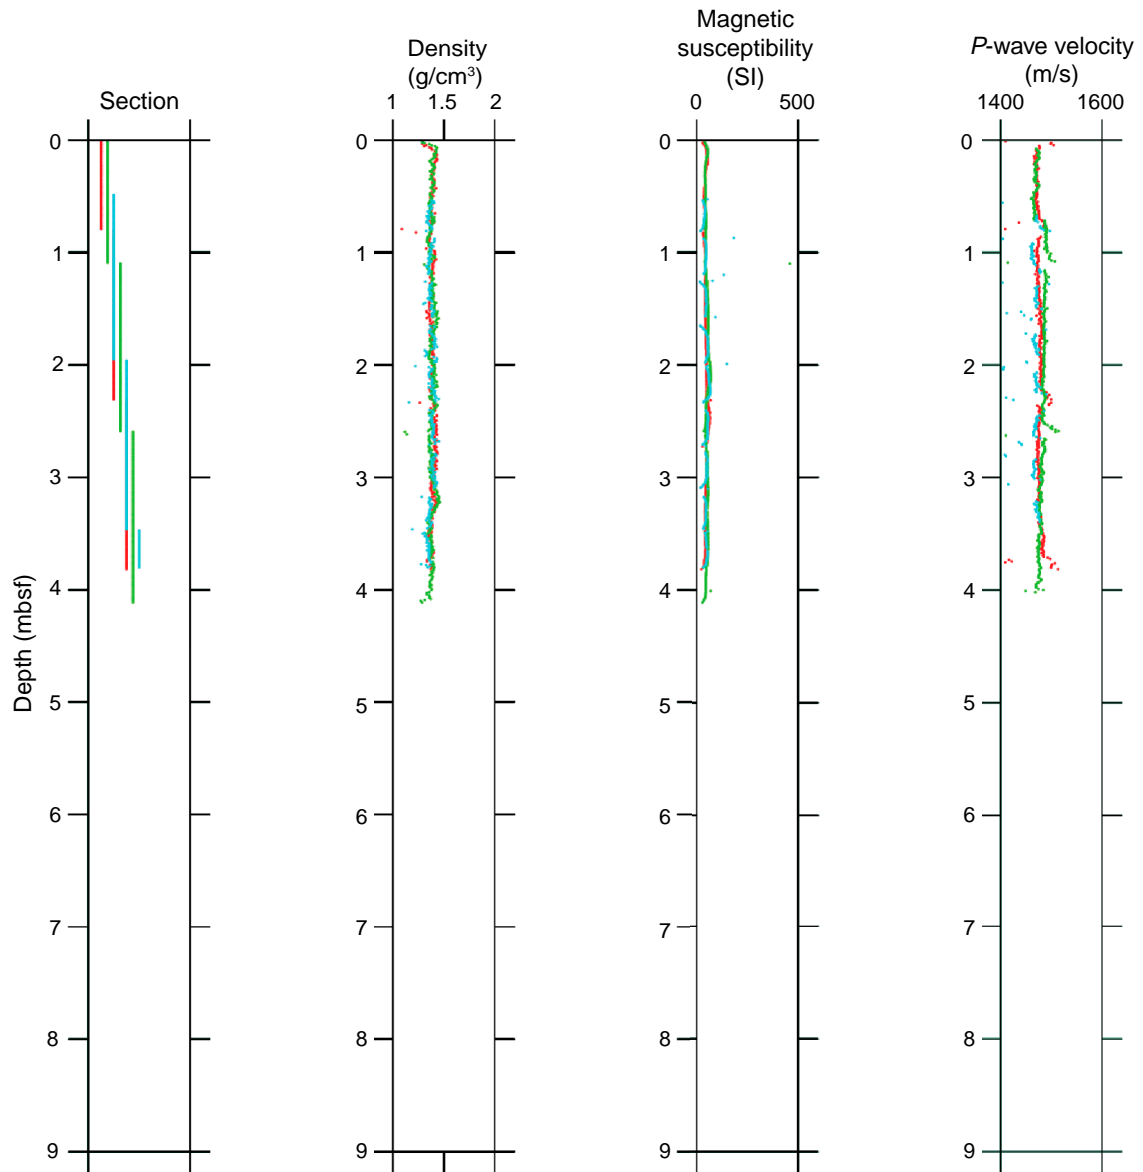 Section
Density
(g/cm³)
Magnetic
susceptibility
(SI)
P-wave velocity
(m/s)
1 1.5 2
0 500
1400 1600
Depth (mbsf)
0 0 0 0
1 1 1 1
2 2 2 2
3 3 3 3
4 4 4 4
5 5 5 5
6 6 6 6
7 7 7 7
8 8 8 8
9 9 9 9